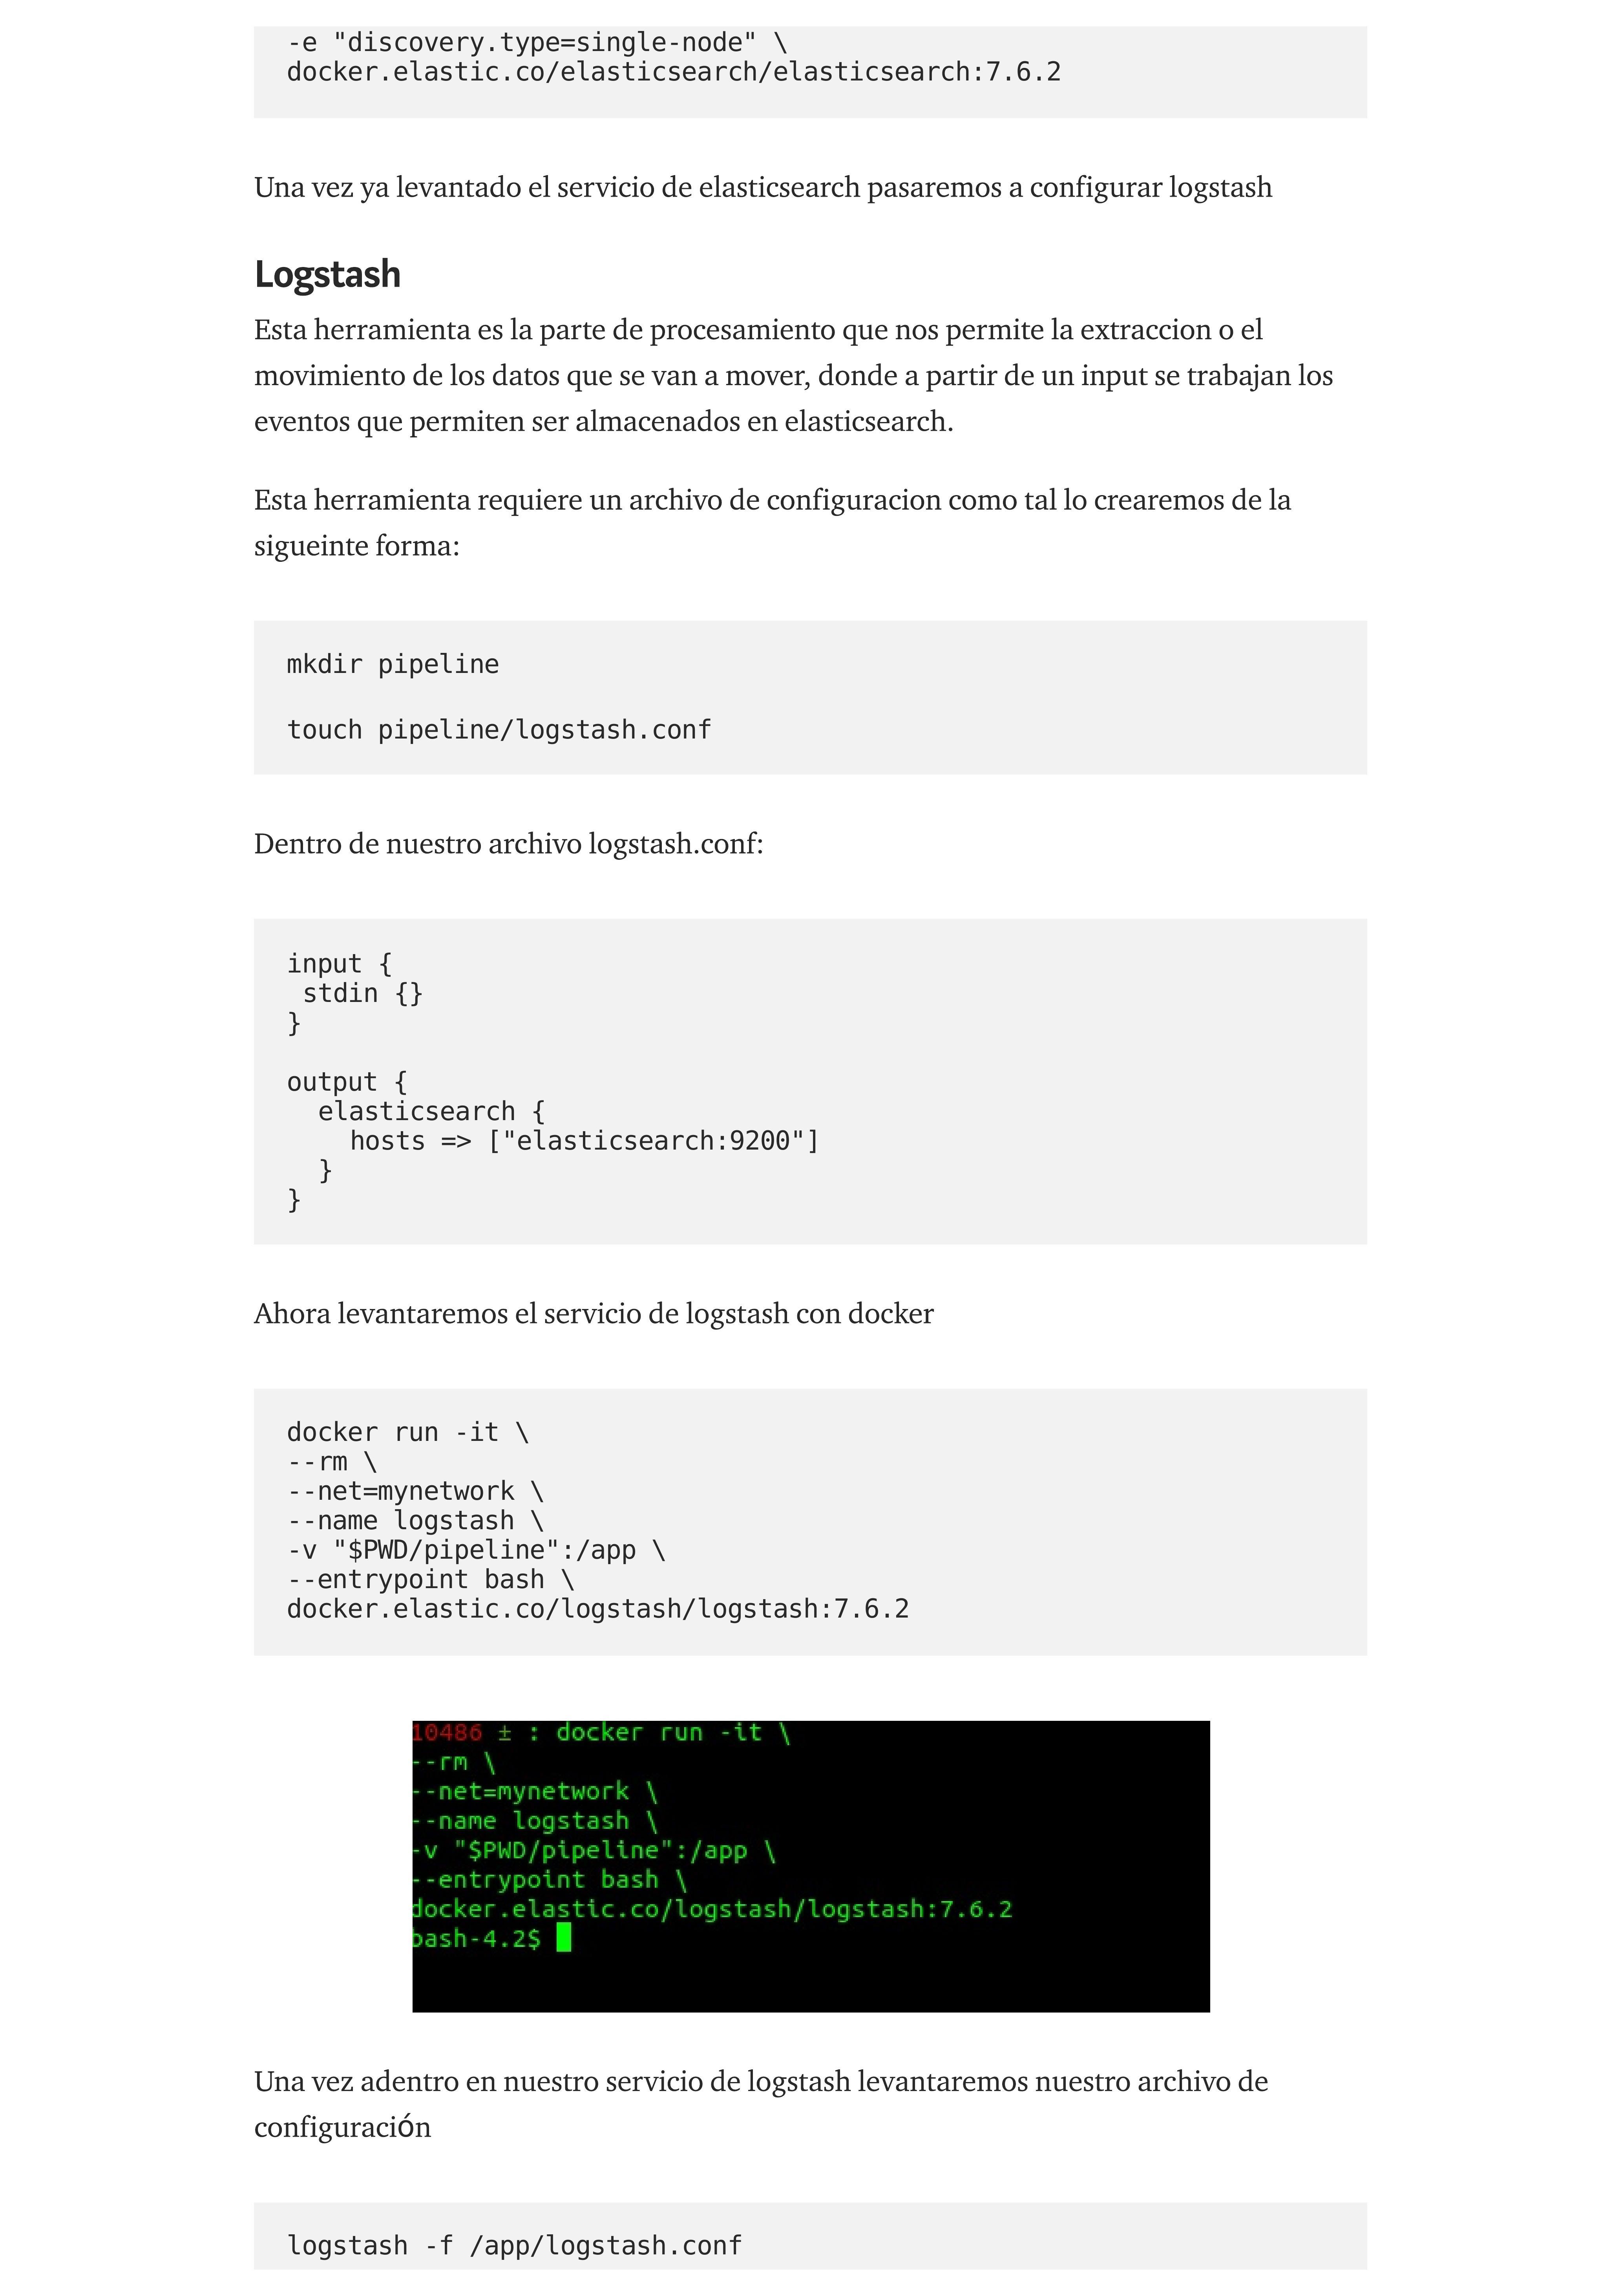 -e "discovery.type=single-node" \
docker.elastic.co/elasticsearch/elasticsearch:7.6.2
Una vez ya levantado el servicio de elasticsearch pasaremos a configurar logstash
Logstash
Esta herramienta es la parte de procesamiento que nos permite la extraccion o el
movimiento de los datos que se van a mover, donde a partir de un input se trabajan los
eventos que permiten ser almacenados en elasticsearch.
Esta herramienta requiere un archivo de configuracion como tal lo crearemos de la
sigueinte forma:
mkdir pipeline
touch pipeline/logstash.conf
Dentro de nuestro archivo logstash.conf:
input {
 stdin {}
}
output {
  elasticsearch {
    hosts => ["elasticsearch:9200"]
  }
}
Ahora levantaremos el servicio de logstash con docker
docker run -it \
--rm \
--net=mynetwork \
--name logstash \
-v "$PWD/pipeline":/app \
--entrypoint bash \
docker.elastic.co/logstash/logstash:7.6.2
10486 ± : docker run -it \
--rm \
--net=mynetwork \
--name logstash \
-v "$PWD/pipeline":/app \
--entrypoint bash \
docker.elastic.co/logstash/logstash:7.6.2
bash-4.2$
Una vez adentro en nuestro servicio de logstash levantaremos nuestro archivo de
configuración
logstash -f /app/logstash.conf